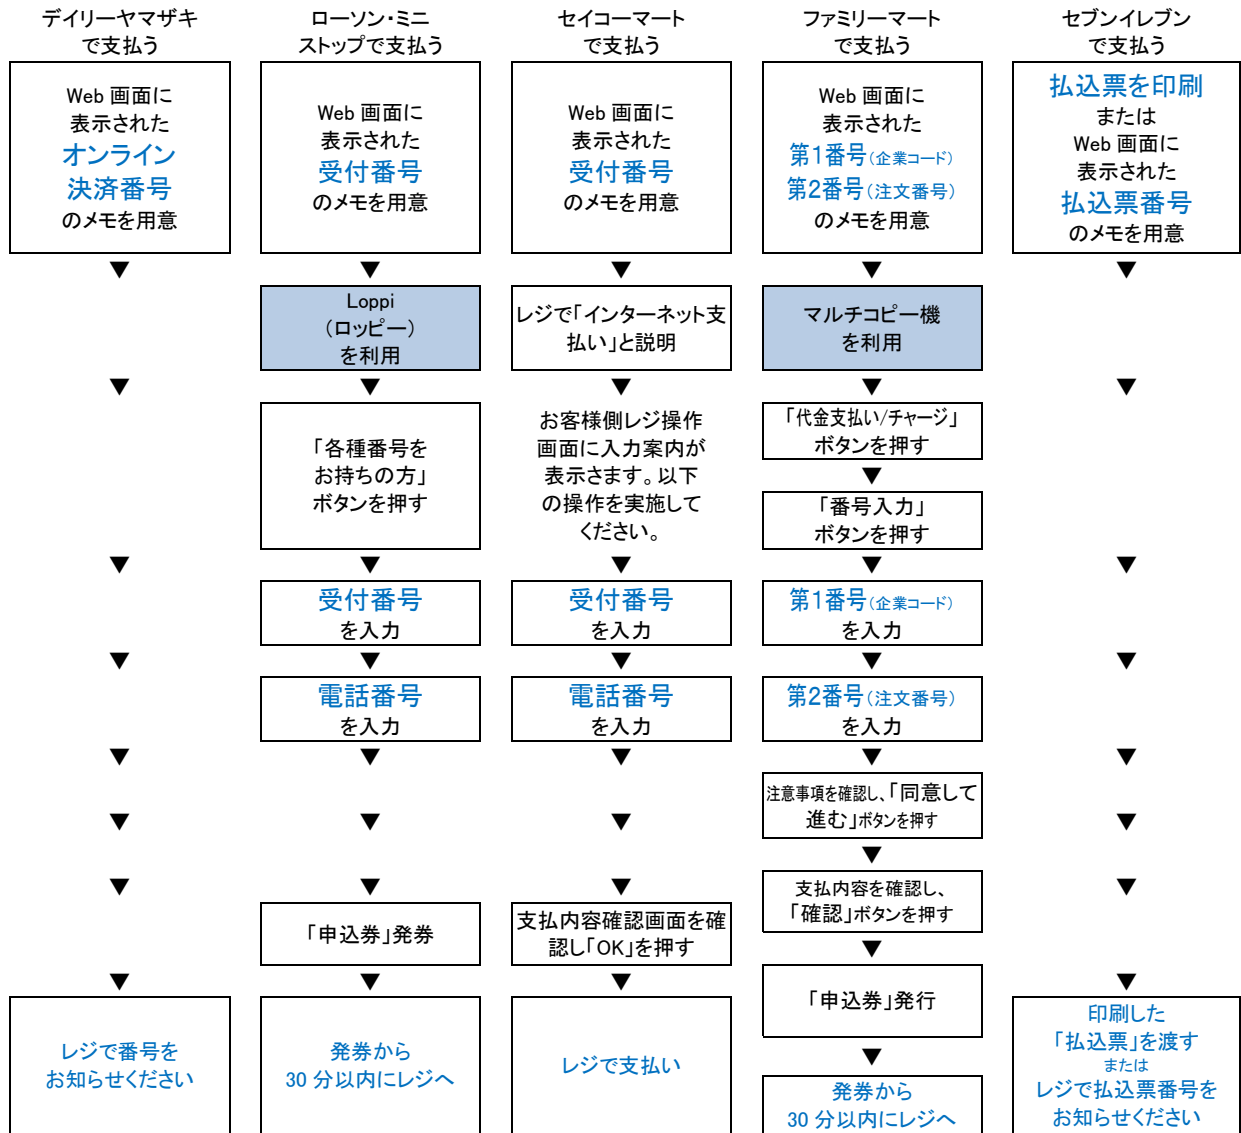 デイリーヤマザキ
で支払う
Web 画面に
表示された
オンライン
決済番号
のメモを用意
▼
▼
▼
▼
▼
▼
▼
▼
レジで番号を
お知らせください
ローソン・ミニ
ストップで支払う
Web 画面に
表示された
受付番号
のメモを用意
▼
Loppi
（ロッピー）
を利用
▼
「各種番号を
お持ちの方」
ボタンを押す
▼
受付番号
を入力
▼
電話番号
を入力
▼
▼
▼
「申込券」発券
▼
発券から
30 分以内にレジへ
セイコーマート
で支払う
Web 画面に
表示された
受付番号
のメモを用意
▼
レジで「インターネット支
払い」と説明
▼
お客様側レジ操作
画面に入力案内が
表示さます。以下
の操作を実施して
ください。
▼
受付番号
を入力
▼
電話番号
を入力
▼
▼
▼
支払内容確認画面を確
認し「OK」を押す
▼
レジで支払い
ファミリーマート
で支払う
Web 画面に
表示された
第1番号（企業コード）
第2番号（注文番号）
のメモを用意
▼
マルチコピー機
を利用
▼
「代金支払い/チャージ」
ボタンを押す
▼
「番号入力」
ボタンを押す
▼
第1番号（企業コード）
を入力
▼
第2番号（注文番号）
を入力
▼
注意事項を確認し、「同意して
進む」ボタンを押す
▼
支払内容を確認し、
「確認」ボタンを押す
▼
「申込券」発行
▼
発券から
30 分以内にレジへ
セブンイレブン
で支払う
払込票を印刷
または
Web 画面に
表示された
払込票番号
のメモを用意
▼
▼
▼
▼
▼
▼
▼
▼
印刷した
「払込票」を渡す
または
レジで払込票番号を
お知らせください